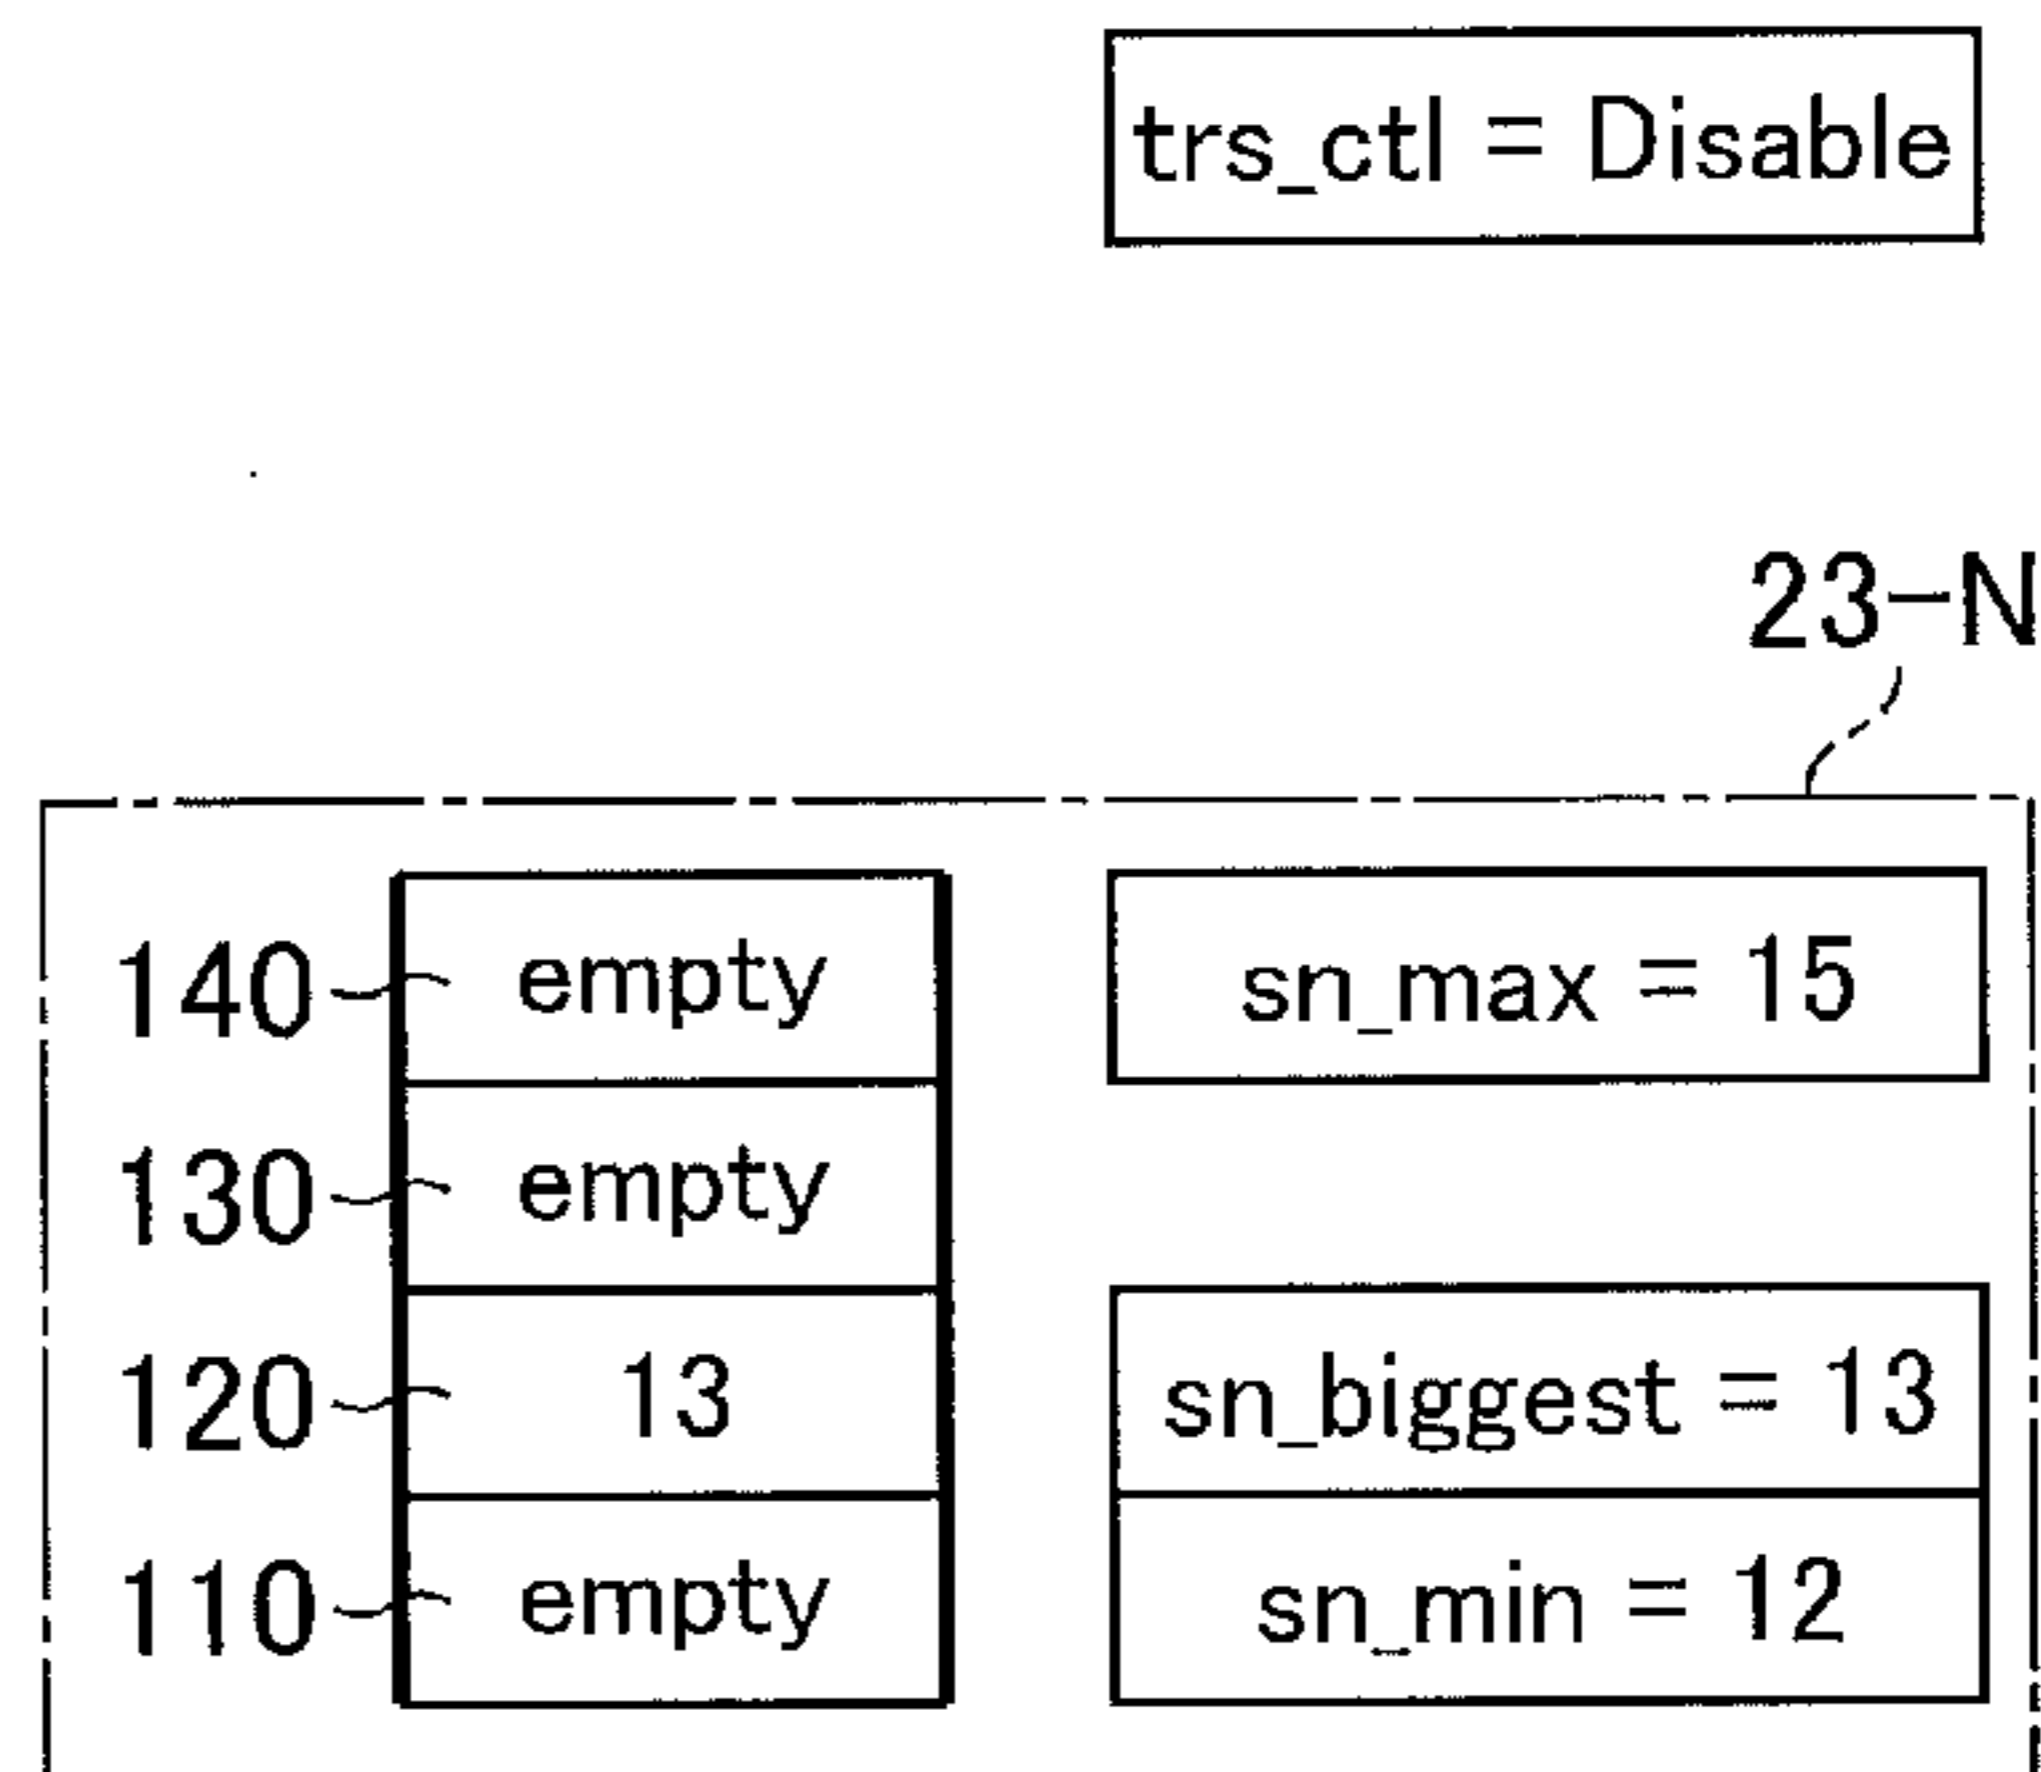 trs_ctl = Disable
23-N
140 empty sn_max = 15
130 empty
120 13 sn_biggest = 13
110 empty sn_min = 12